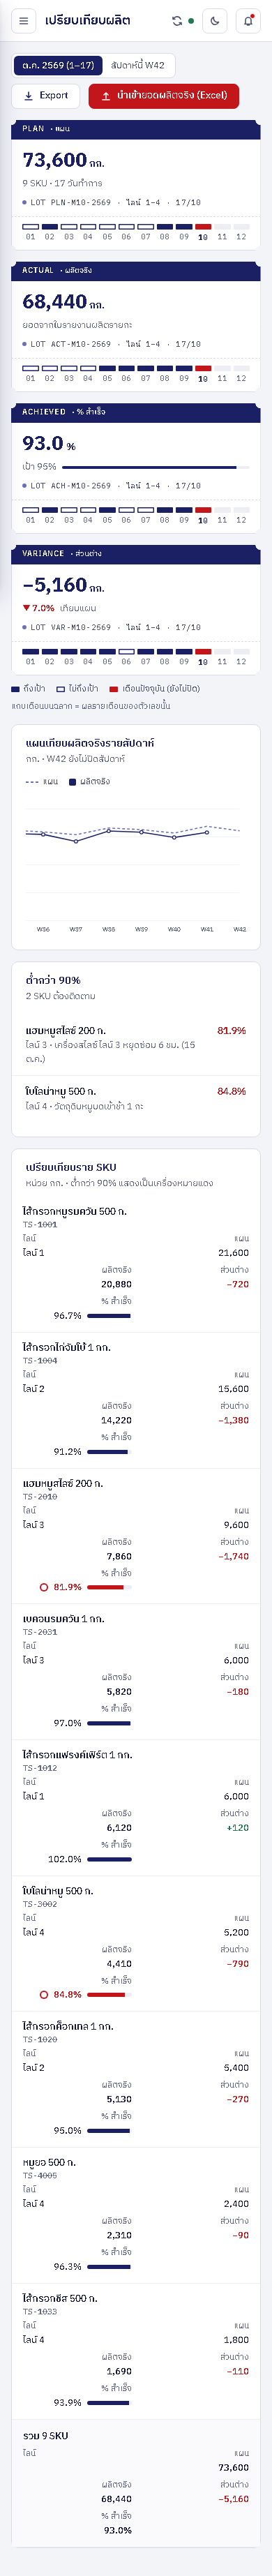 เปรียบเทียบผลิต
ต.ค. 2569 (1–17) สัปดาห์นี้ W42
Export นำเข้ายอดผลิตจริง (Excel)
PLAN · แผน
73,600 กก.
9 SKU · 17 วันทำการ
LOT PLN-M10-2569 · ไลน์ 1–4 · 17/10
01 02 03 04 05 06 07 08 09 10 11 12
ACTUAL · ผลิตจริง
68,440 กก.
ยอดจากใบรายงานผลิตรายกะ
LOT ACT-M10-2569 · ไลน์ 1–4 · 17/10
01 02 03 04 05 06 07 08 09 10 11 12
ACHIEVED · % สำเร็จ
93.0 %
เป้า 95%
LOT ACH-M10-2569 · ไลน์ 1–4 · 17/10
01 02 03 04 05 06 07 08 09 10 11 12
VARIANCE · ส่วนต่าง
−5,160 กก.
▼ 7.0% เทียบแผน
LOT VAR-M10-2569 · ไลน์ 1–4 · 17/10
01 02 03 04 05 06 07 08 09 10 11 12
ถึงเป้า ไม่ถึงเป้า เดือนปัจจุบัน (ยังไม่ปิด)
แถบเดือนบนฉลาก = ผลรายเดือนของตัวเลขนั้น
แผนเทียบผลิตจริงรายสัปดาห์
กก. · W42 ยังไม่ปิดสัปดาห์
แผน ผลิตจริง
W36 W37 W38 W39 W40 W41 W42
ต่ำกว่า 90%
2 SKU ต้องติดตาม
แฮมหมูสไลซ์ 200 ก. 81.9%
ไลน์ 3 · เครื่องสไลซ์ไลน์ 3 หยุดซ่อม 6 ชม. (15
ต.ค.)
โบโลน่าหมู 500 ก. 84.8%
ไลน์ 4 · วัตถุดิบหมูบดเข้าช้า 1 กะ
เปรียบเทียบราย SKU
หน่วย กก. · ต่ำกว่า 90% แสดงเป็นเครื่องหมายแดง
ไส้กรอกหมูรมควัน 500 ก.
TS-1001
ไลน์ แผน
ไลน์ 1 21,600
ผลิตจริง ส่วนต่าง
20,880 −720
% สำเร็จ
96.7%
ไส้กรอกไก่จัมโบ้ 1 กก.
TS-1004
ไลน์ แผน
ไลน์ 2 15,600
ผลิตจริง ส่วนต่าง
14,220 −1,380
% สำเร็จ
91.2%
แฮมหมูสไลซ์ 200 ก.
TS-2010
ไลน์ แผน
ไลน์ 3 9,600
ผลิตจริง ส่วนต่าง
7,860 −1,740
% สำเร็จ
81.9%
เบคอนรมควัน 1 กก.
TS-2031
ไลน์ แผน
ไลน์ 3 6,000
ผลิตจริง ส่วนต่าง
5,820 −180
% สำเร็จ
97.0%
ไส้กรอกแฟรงค์เฟิร์ต 1 กก.
TS-1012
ไลน์ แผน
ไลน์ 1 6,000
ผลิตจริง ส่วนต่าง
6,120 +120
% สำเร็จ
102.0%
โบโลน่าหมู 500 ก.
TS-3002
ไลน์ แผน
ไลน์ 4 5,200
ผลิตจริง ส่วนต่าง
4,410 −790
% สำเร็จ
84.8%
ไส้กรอกค็อกเทล 1 กก.
TS-1020
ไลน์ แผน
ไลน์ 2 5,400
ผลิตจริง ส่วนต่าง
5,130 −270
% สำเร็จ
95.0%
หมูยอ 500 ก.
TS-4005
ไลน์ แผน
ไลน์ 4 2,400
ผลิตจริง ส่วนต่าง
2,310 −90
% สำเร็จ
96.3%
ไส้กรอกชีส 500 ก.
TS-1033
ไลน์ แผน
ไลน์ 4 1,800
ผลิตจริง ส่วนต่าง
1,690 −110
% สำเร็จ
93.9%
รวม 9 SKU
ไลน์ แผน
73,600
ผลิตจริง ส่วนต่าง
68,440 −5,160
% สำเร็จ
93.0%